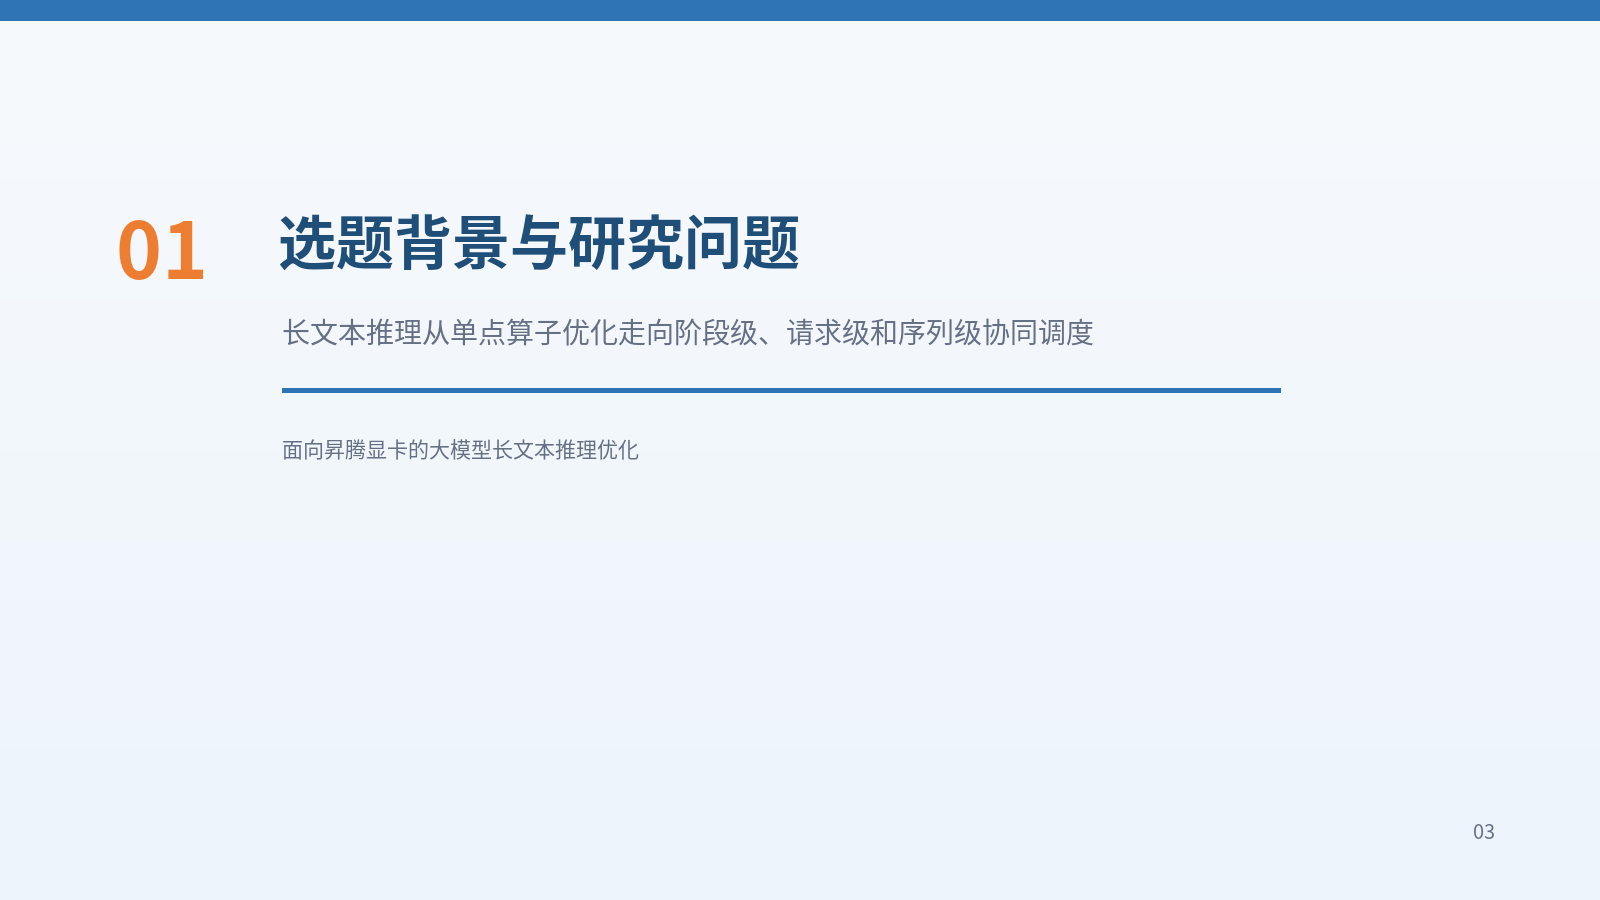 01
选题背景与研究问题
长文本推理从单点算子优化走向阶段级、请求级和序列级协同调度
面向昇腾显卡的大模型长文本推理优化
03